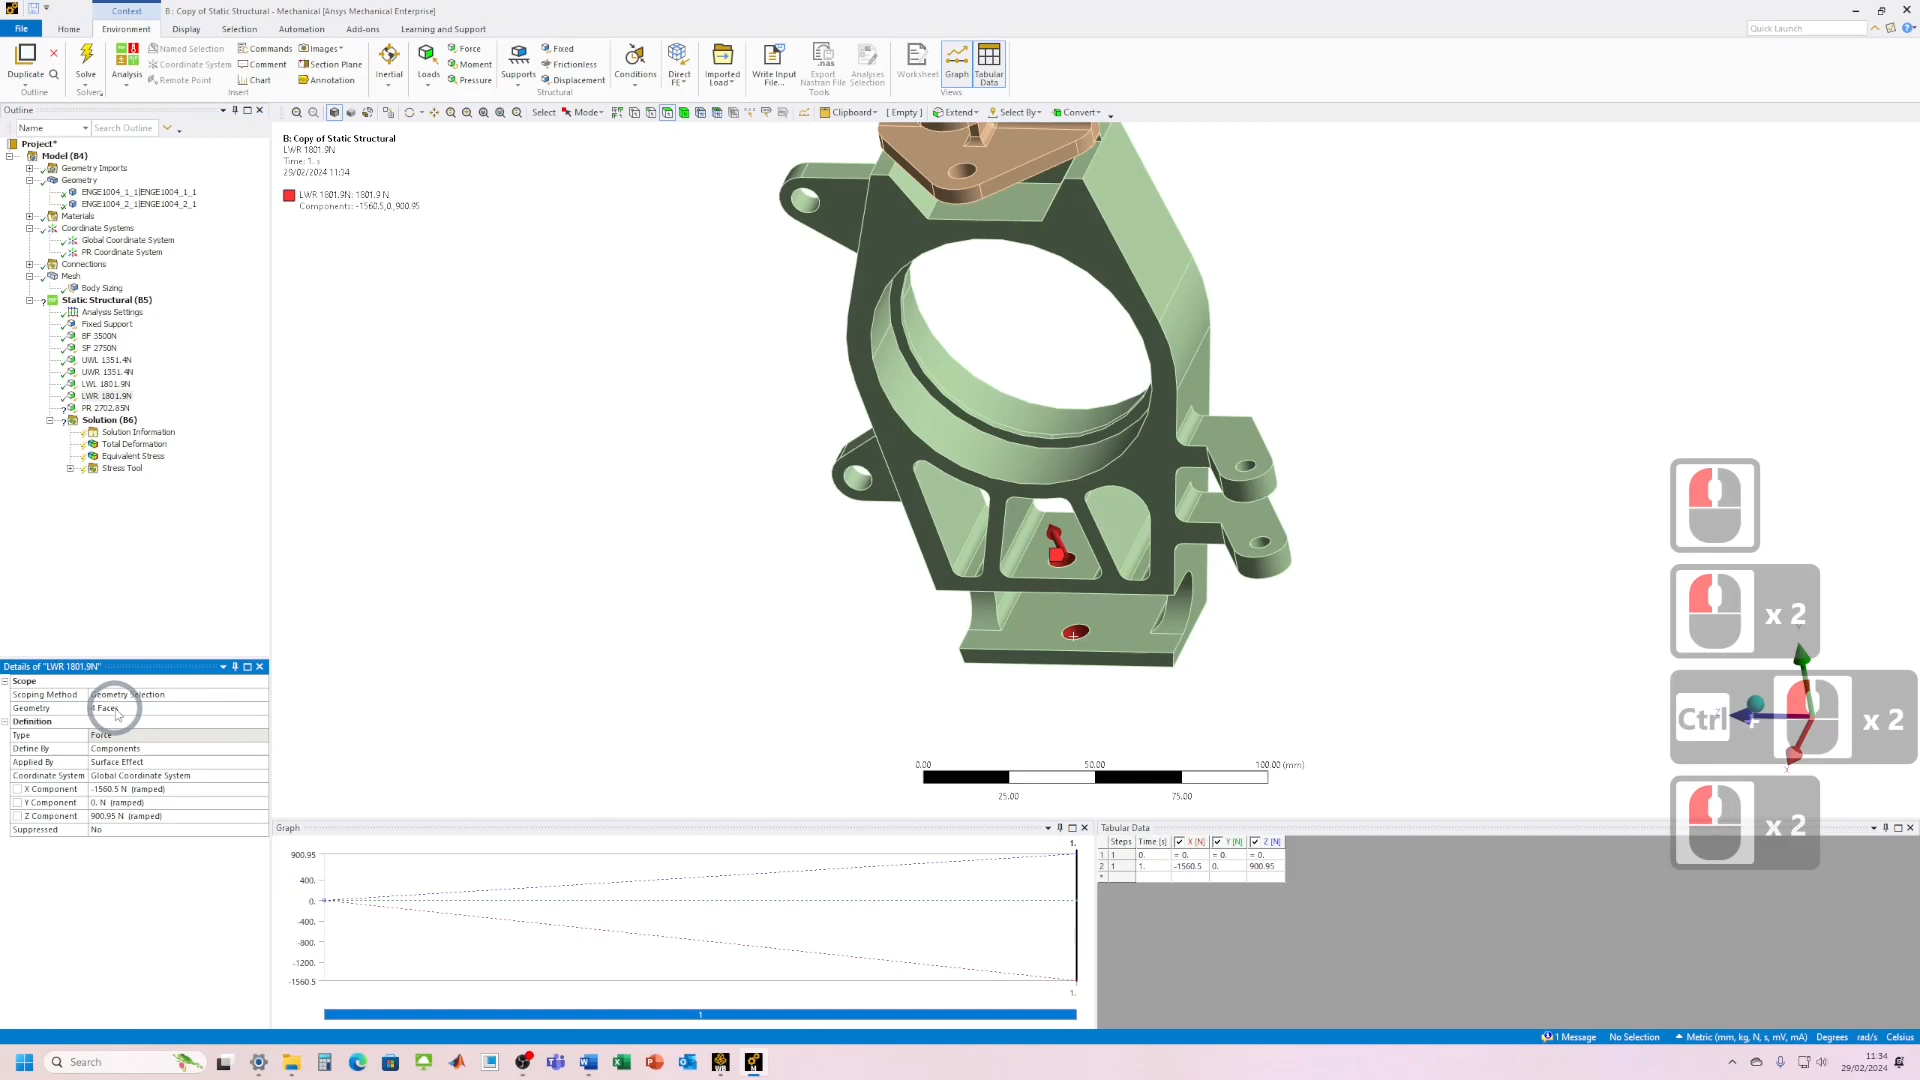 Context
B : Copy of Static Structural - Mechanical [Ansys Mechanical Enterprise]
File
Home
Environment
Display
Selection
Automation
Add-ons
Learning and Support
Quick Launch
Duplicate
Outline
Solve
Solver
Analysis
Named Selection
Coordinate System
Remote Point
Commands
Comment
Chart
Images
Section Plane
Annotation
Insert
Inertial
Loads
Force
Moment
Pressure
Supports
Fixed
Frictionless
Displacement
Structural
Conditions
Direct FE
Imported Load
Write Input File...
Export Nastran File
Analyses Selection
Tools
Worksheet
Graph
Tabular Data
Views
Outline
Name
Search Outline
Select
Mode
Clipboard
[ Empty ]
Extend
Select By
Convert
Project*
Model (B4)
Geometry Imports
Geometry
ENGE1004_1_1|ENGE1004_1_1
ENGE1004_2_1|ENGE1004_2_1
Materials
Coordinate Systems
Global Coordinate System
PR Coordinate System
Connections
Mesh
Body Sizing
Static Structural (B5)
Analysis Settings
Fixed Support
BF 3500N
SF 2750N
UWL 1351.4N
UWR 1351.4N
LWL 1801.9N
LWR 1801.9N
PR 2702.85N
Solution (B6)
Solution Information
Total Deformation
Equivalent Stress
Stress Tool
B: Copy of Static Structural
LWR 1801.9N
Time: 1. s
29/02/2024 11:34
LWR 1801.9N: 1801.9 N
Components: -1560.5,0.,900.95
Details of "LWR 1801.9N"
Scope
Scoping Method Geometry Selection
Geometry 4 Faces
Definition
Type Force
Define By Components
Applied By Surface Effect
Coordinate System Global Coordinate System
X Component -1560.5 N (ramped)
Y Component 0. N (ramped)
Z Component 900.95 N (ramped)
Suppressed No
x 2
Ctrl + x 2
x 2
Y
Z
X
0.00 50.00 100.00 (mm)
25.00 75.00
Graph
1.
900.95
400.
0.
-400.
-800.
-1200.
-1560.5
1.
1
Tabular Data
Steps Time [s] X [N] Y [N] Z [N]
1 1 0. = 0. = 0. = 0.
2 1 1. -1560.5 0. 900.95
*
1 Message No Selection Metric (mm, kg, N, s, mV, mA) Degrees rad/s Celsius
Search
11:34
29/02/2024